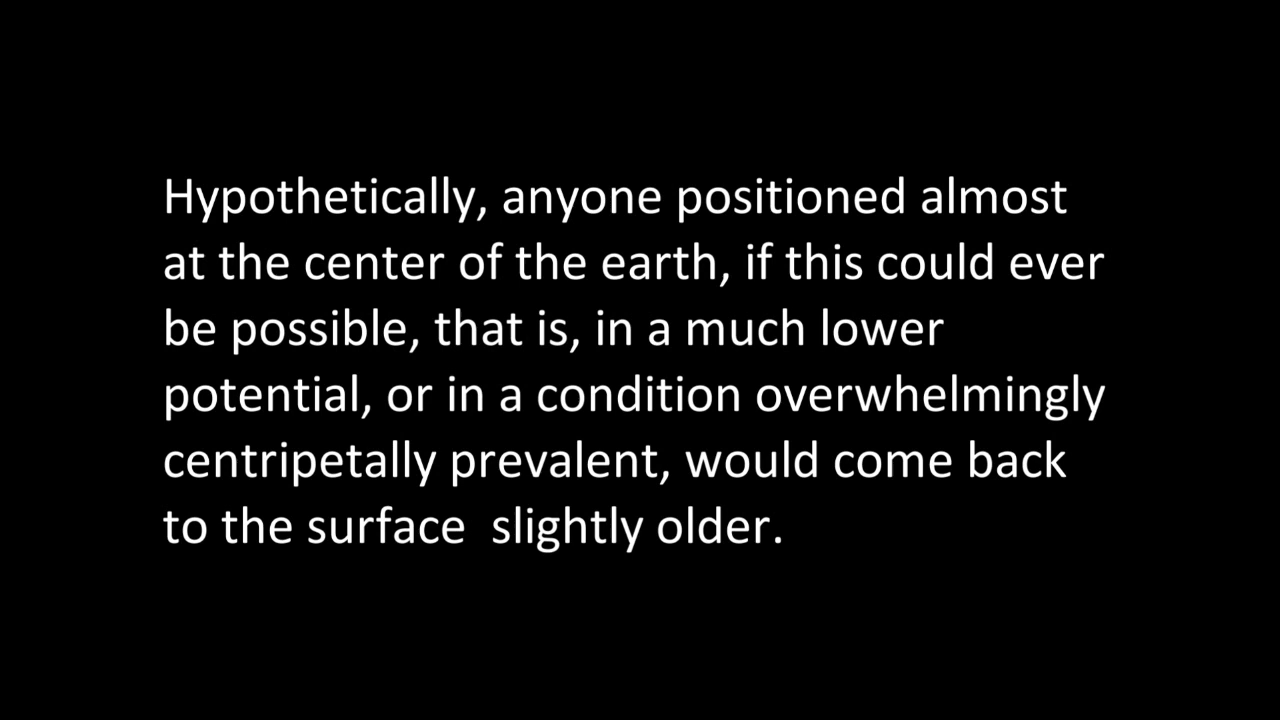 Hypothetically, anyone positioned almost
at the center of the earth, if this could ever
be possible, that is, in a much lower
potential, or in a condition overwhelmingly
centripetally prevalent, would come back
to the surface  slightly older.